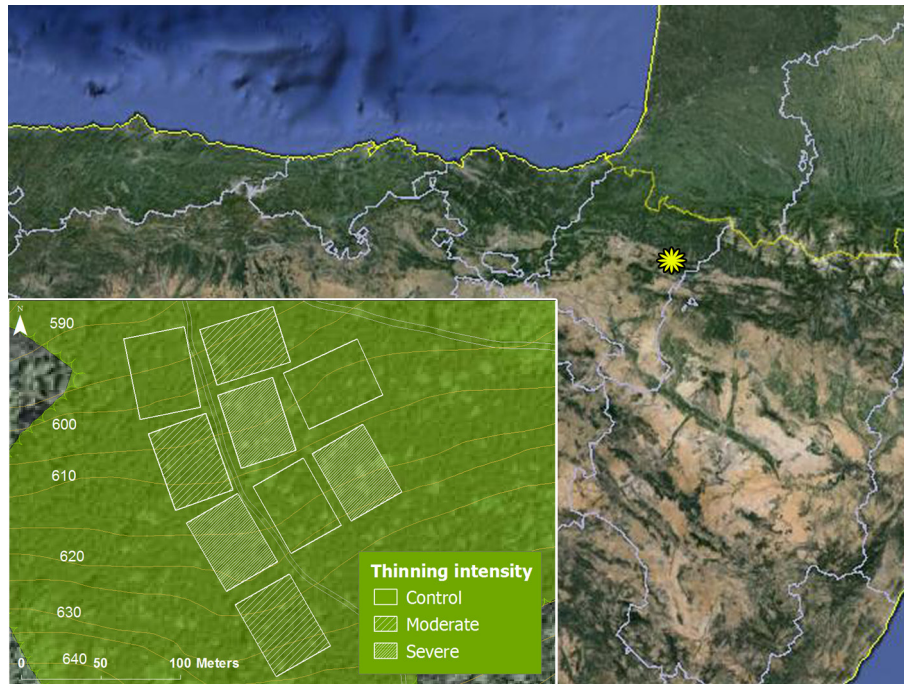 N
590
600
610
620
630
640
0 50 100 Meters
Thinning intensity
Control
Moderate
Severe